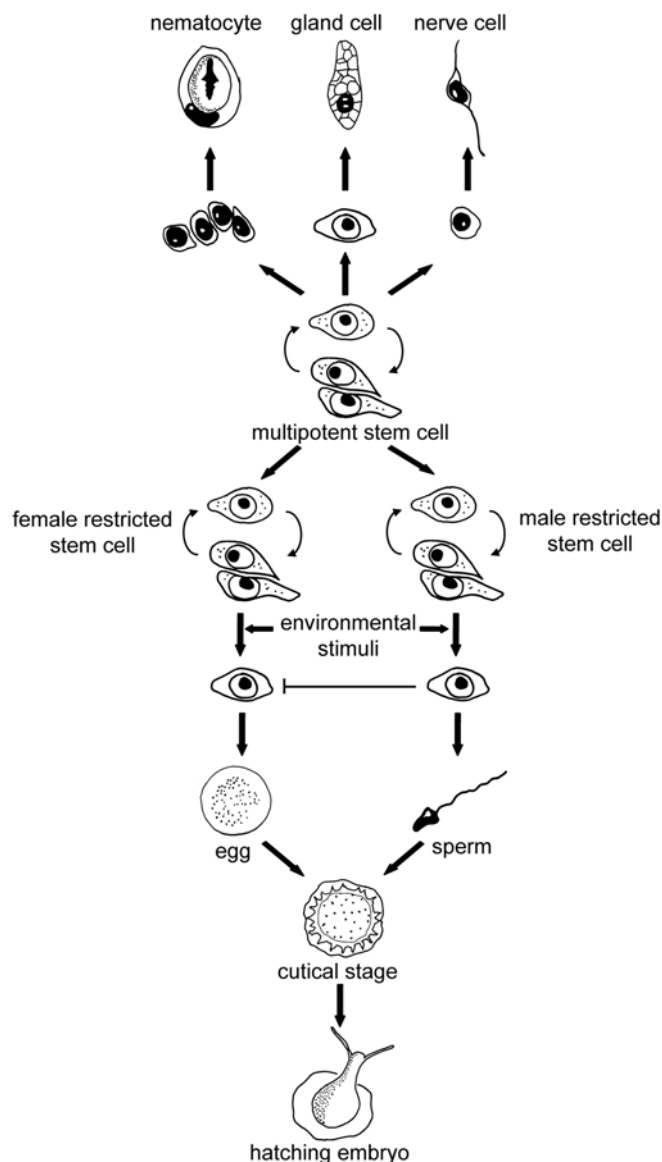 nematocyte gland cell nerve cell
multipotent stem cell
female restricted
stem cell
male restricted
stem cell
environmental
stimuli
egg
sperm
cutical stage
hatching embryo